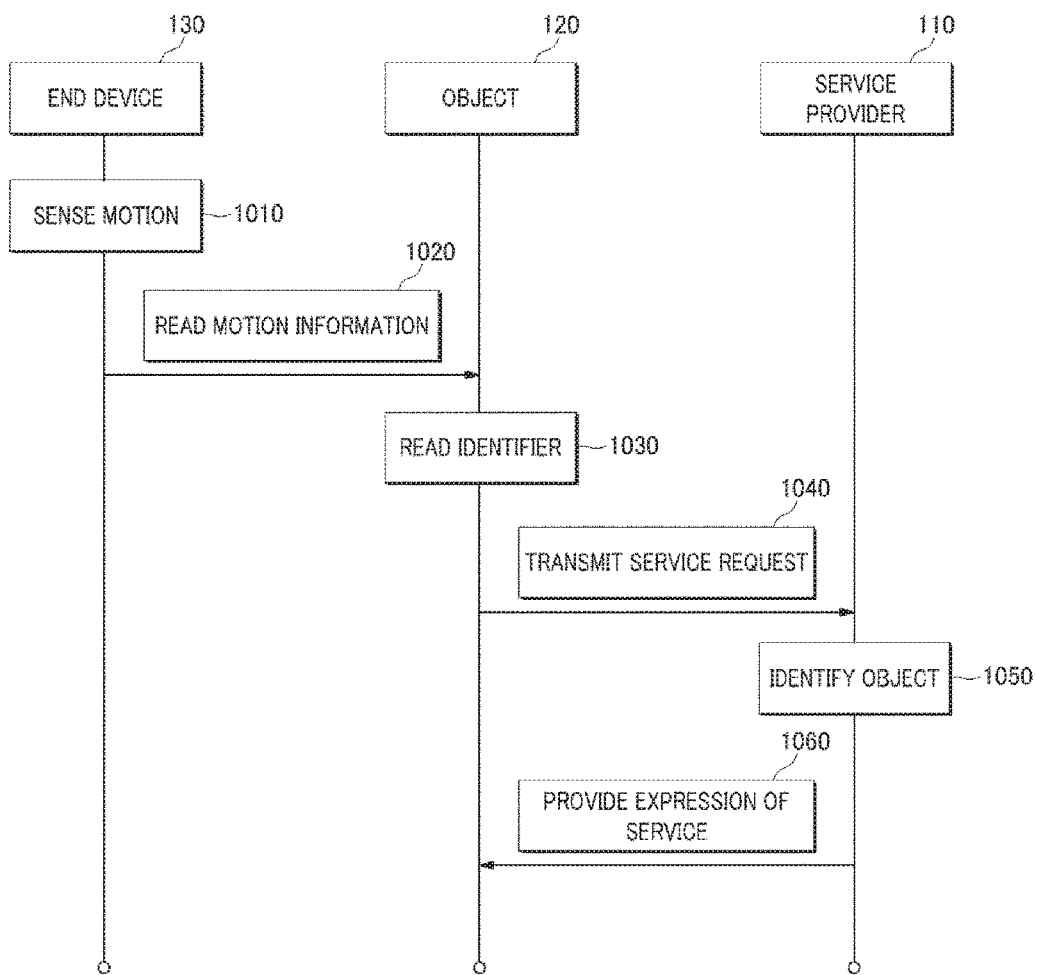 130
120
110
END DEVICE
OBJECT
SERVICE
PROVIDER
SENSE MOTION
1010
1020
READ MOTION INFORMATION
READ IDENTIFIER
1030
1040
TRANSMIT SERVICE REQUEST
IDENTIFY OBJECT
1050
1060
PROVIDE EXPRESSION OF
SERVICE